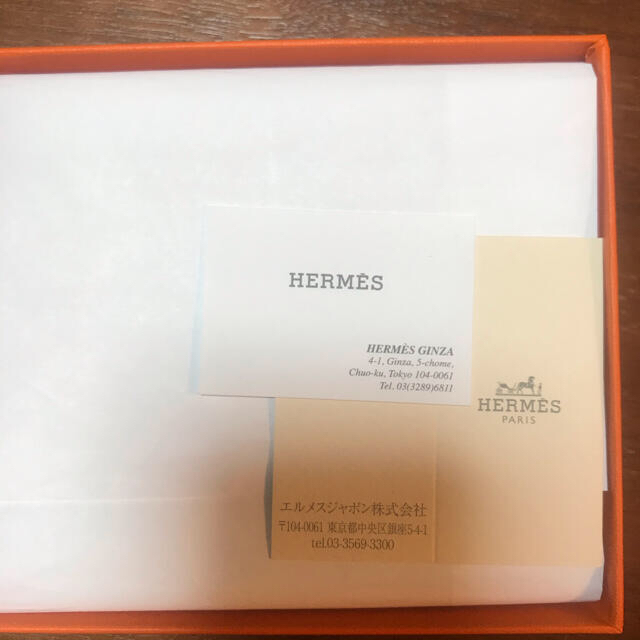 HERMÈS
HERMÈS GINZA
4-1, Ginza, 5-chome,
Chuo-ku, Tokyo 104-0061
Tel. 03(3289)6811
HERMÈS
PARIS
エルメスジャポン株式会社
〒104-0061 東京都中央区銀座5-4-1
tel.03-3569-3300